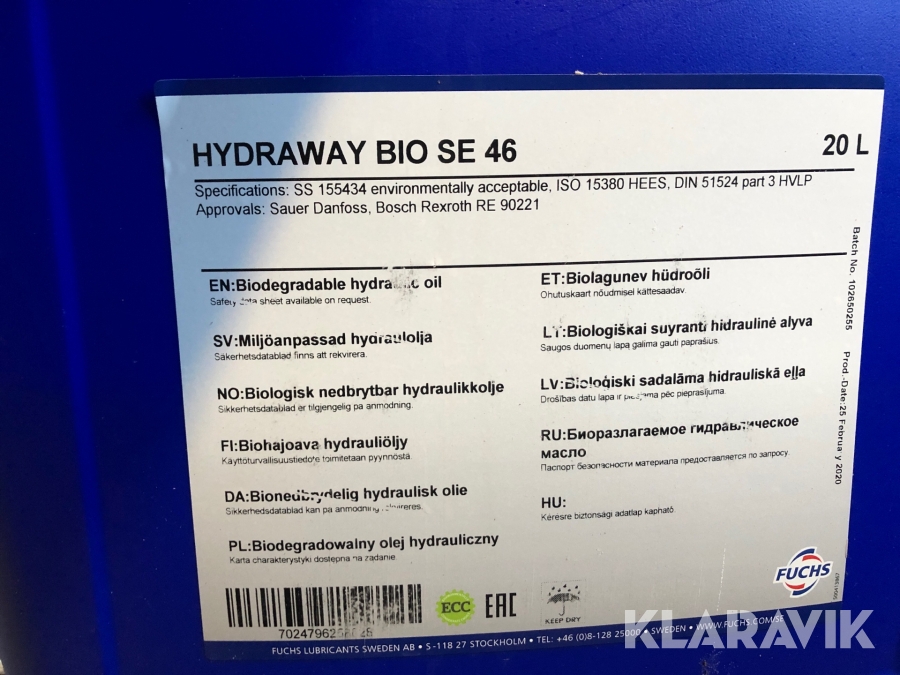 HYDRAWAY BIO SE 46
20 L
Specifications: SS 155434 environmentally acceptable, ISO 15380 HEES, DIN 51524 part 3 HVLP
Approvals: Sauer Danfoss, Bosch Rexroth RE 90221
EN:Biodegradable oil
Safety sheet available on request.
SV:Miljöanpassad hydraulolja
Säkerhetsdatablad finns att rekvirera.
NO:Biologisk nedbrytbar hydraulikkolje
Sikkerhetsdatablad er tilgjengelig på anmodning.
FI:Biohajoava hydrauliöljy
Käyttöturvallisuustiedote toimitetaan pyynnöstä.
DA:Bionedbrydelig hydraulisk olie
Sikkerhedsdatablad kan på
PL:Biodegradowalny olej hydrauliczny
Karta charakterystyki dostępna na żądanie.
ET:Biolagunev hüdroõli
Ohutuskaart nõudmisel kättesaadav.
LT:Biologiškai suyranti hidraulinė alyva
Saugos duomenų lapą galima gauti paprašius.
LV:Bioloģiski sadalāma hidrauliskā eļļa
Drošības datu lapa ir pēc pieprasījuma.
RU:Биоразлагаемое гидравлическое
масло
Паспорт безопасности материала предоставляется по запросу
HU:
Kérésre biztonsági adatlap kapható.
Batch No. 102650255
Prod.-Date:25 Februa y 2020
FUCHS
ECC
EAC
KEEP DRY
FUCHS LUBRICANTS SWEDEN AB • S-118 27 STOCKHOLM • TEL: +46 (0)8-128 25000 • SWEDEN • WWW.FUCHS.COM/SE
KLARAVIK